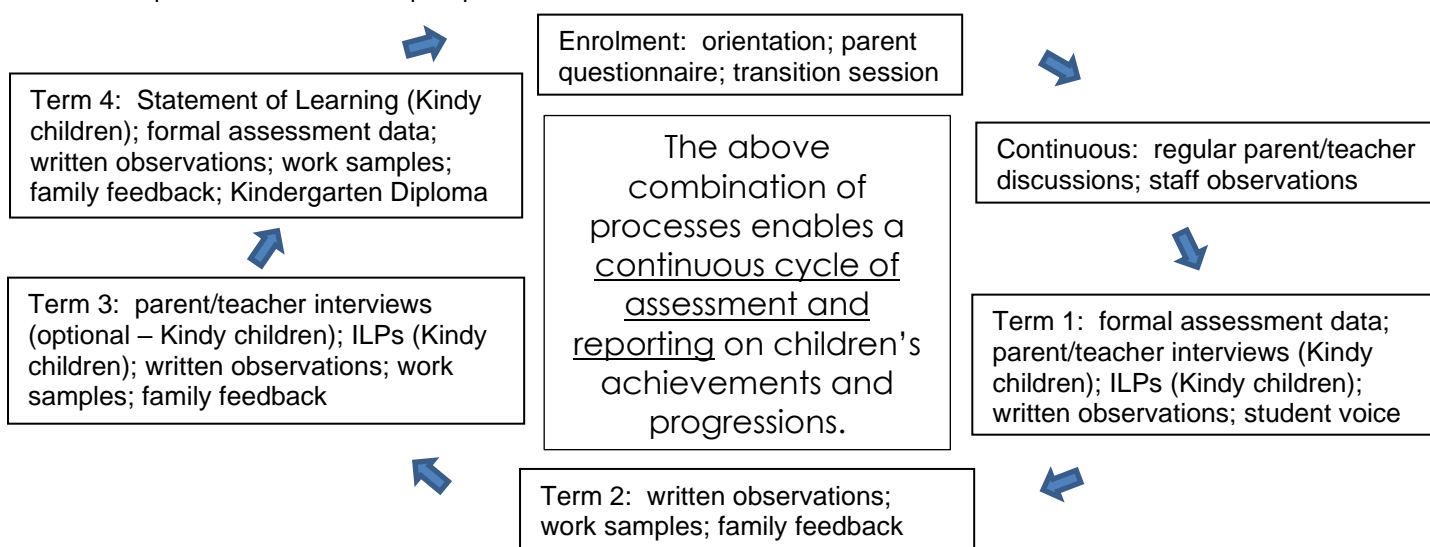 Enrolment:  orientation; parent
questionnaire; transition session
Continuous:  regular parent/teacher
discussions; staff observations
Term 1:  formal assessment data;
parent/teacher interviews (Kindy
children); ILPs (Kindy children);
written observations; student voice
Term 2:  written observations;
work samples; family feedback
Term 3:  parent/teacher interviews
(optional – Kindy children); ILPs (Kindy
children); written observations; work
samples; family feedback
Term 4:  Statement of Learning (Kindy
children); formal assessment data;
written observations; work samples;
family feedback; Kindergarten Diploma
The above
combination of
processes enables a
continuous cycle of
assessment and
reporting on children's
achievements and
progressions.